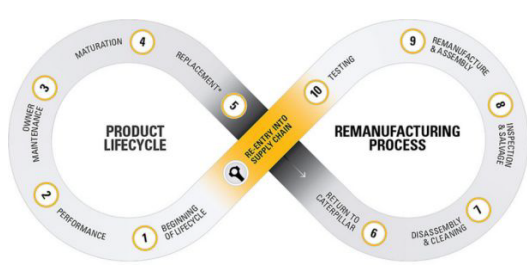 PRODUCT
LIFECYCLE
1
BEGINNING
OF LIFECYCLE
2
PERFORMANCE
3
OWNER
MAINTENANCE
4
MATURATION
5
REPLACEMENT*
REMANUFACTURING
PROCESS
6
RETURN TO
CATERPILLAR
7
DISASSEMBLY
& CLEANING
8
INSPECTION
& SALVAGE
9
REMANUFACTURE
& ASSEMBLY
10
TESTING
RE-ENTRY INTO
SUPPLY CHAIN